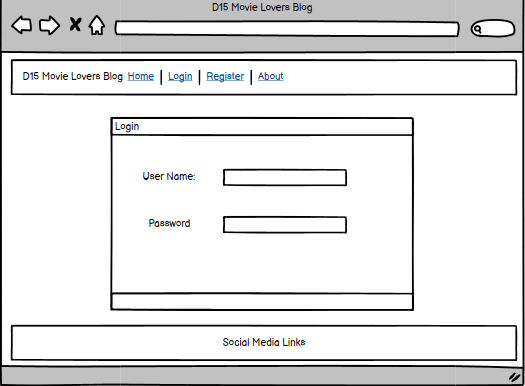 D15 Movie Lovers Blog
D15 Movie Lovers Blog Home | Login | Register | About
Login
User Name:
Password
Social Media Links